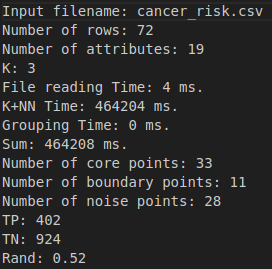 Input filename: cancer_risk.csv
Number of rows: 72
Number of attributes: 19
K: 3
File reading Time: 4 ms.
K+NN Time: 464204 ms.
Grouping Time: 0 ms.
Sum: 464208 ms.
Number of core points: 33
Number of boundary points: 11
Number of noise points: 28
TP: 402
TN: 924
Rand: 0.52